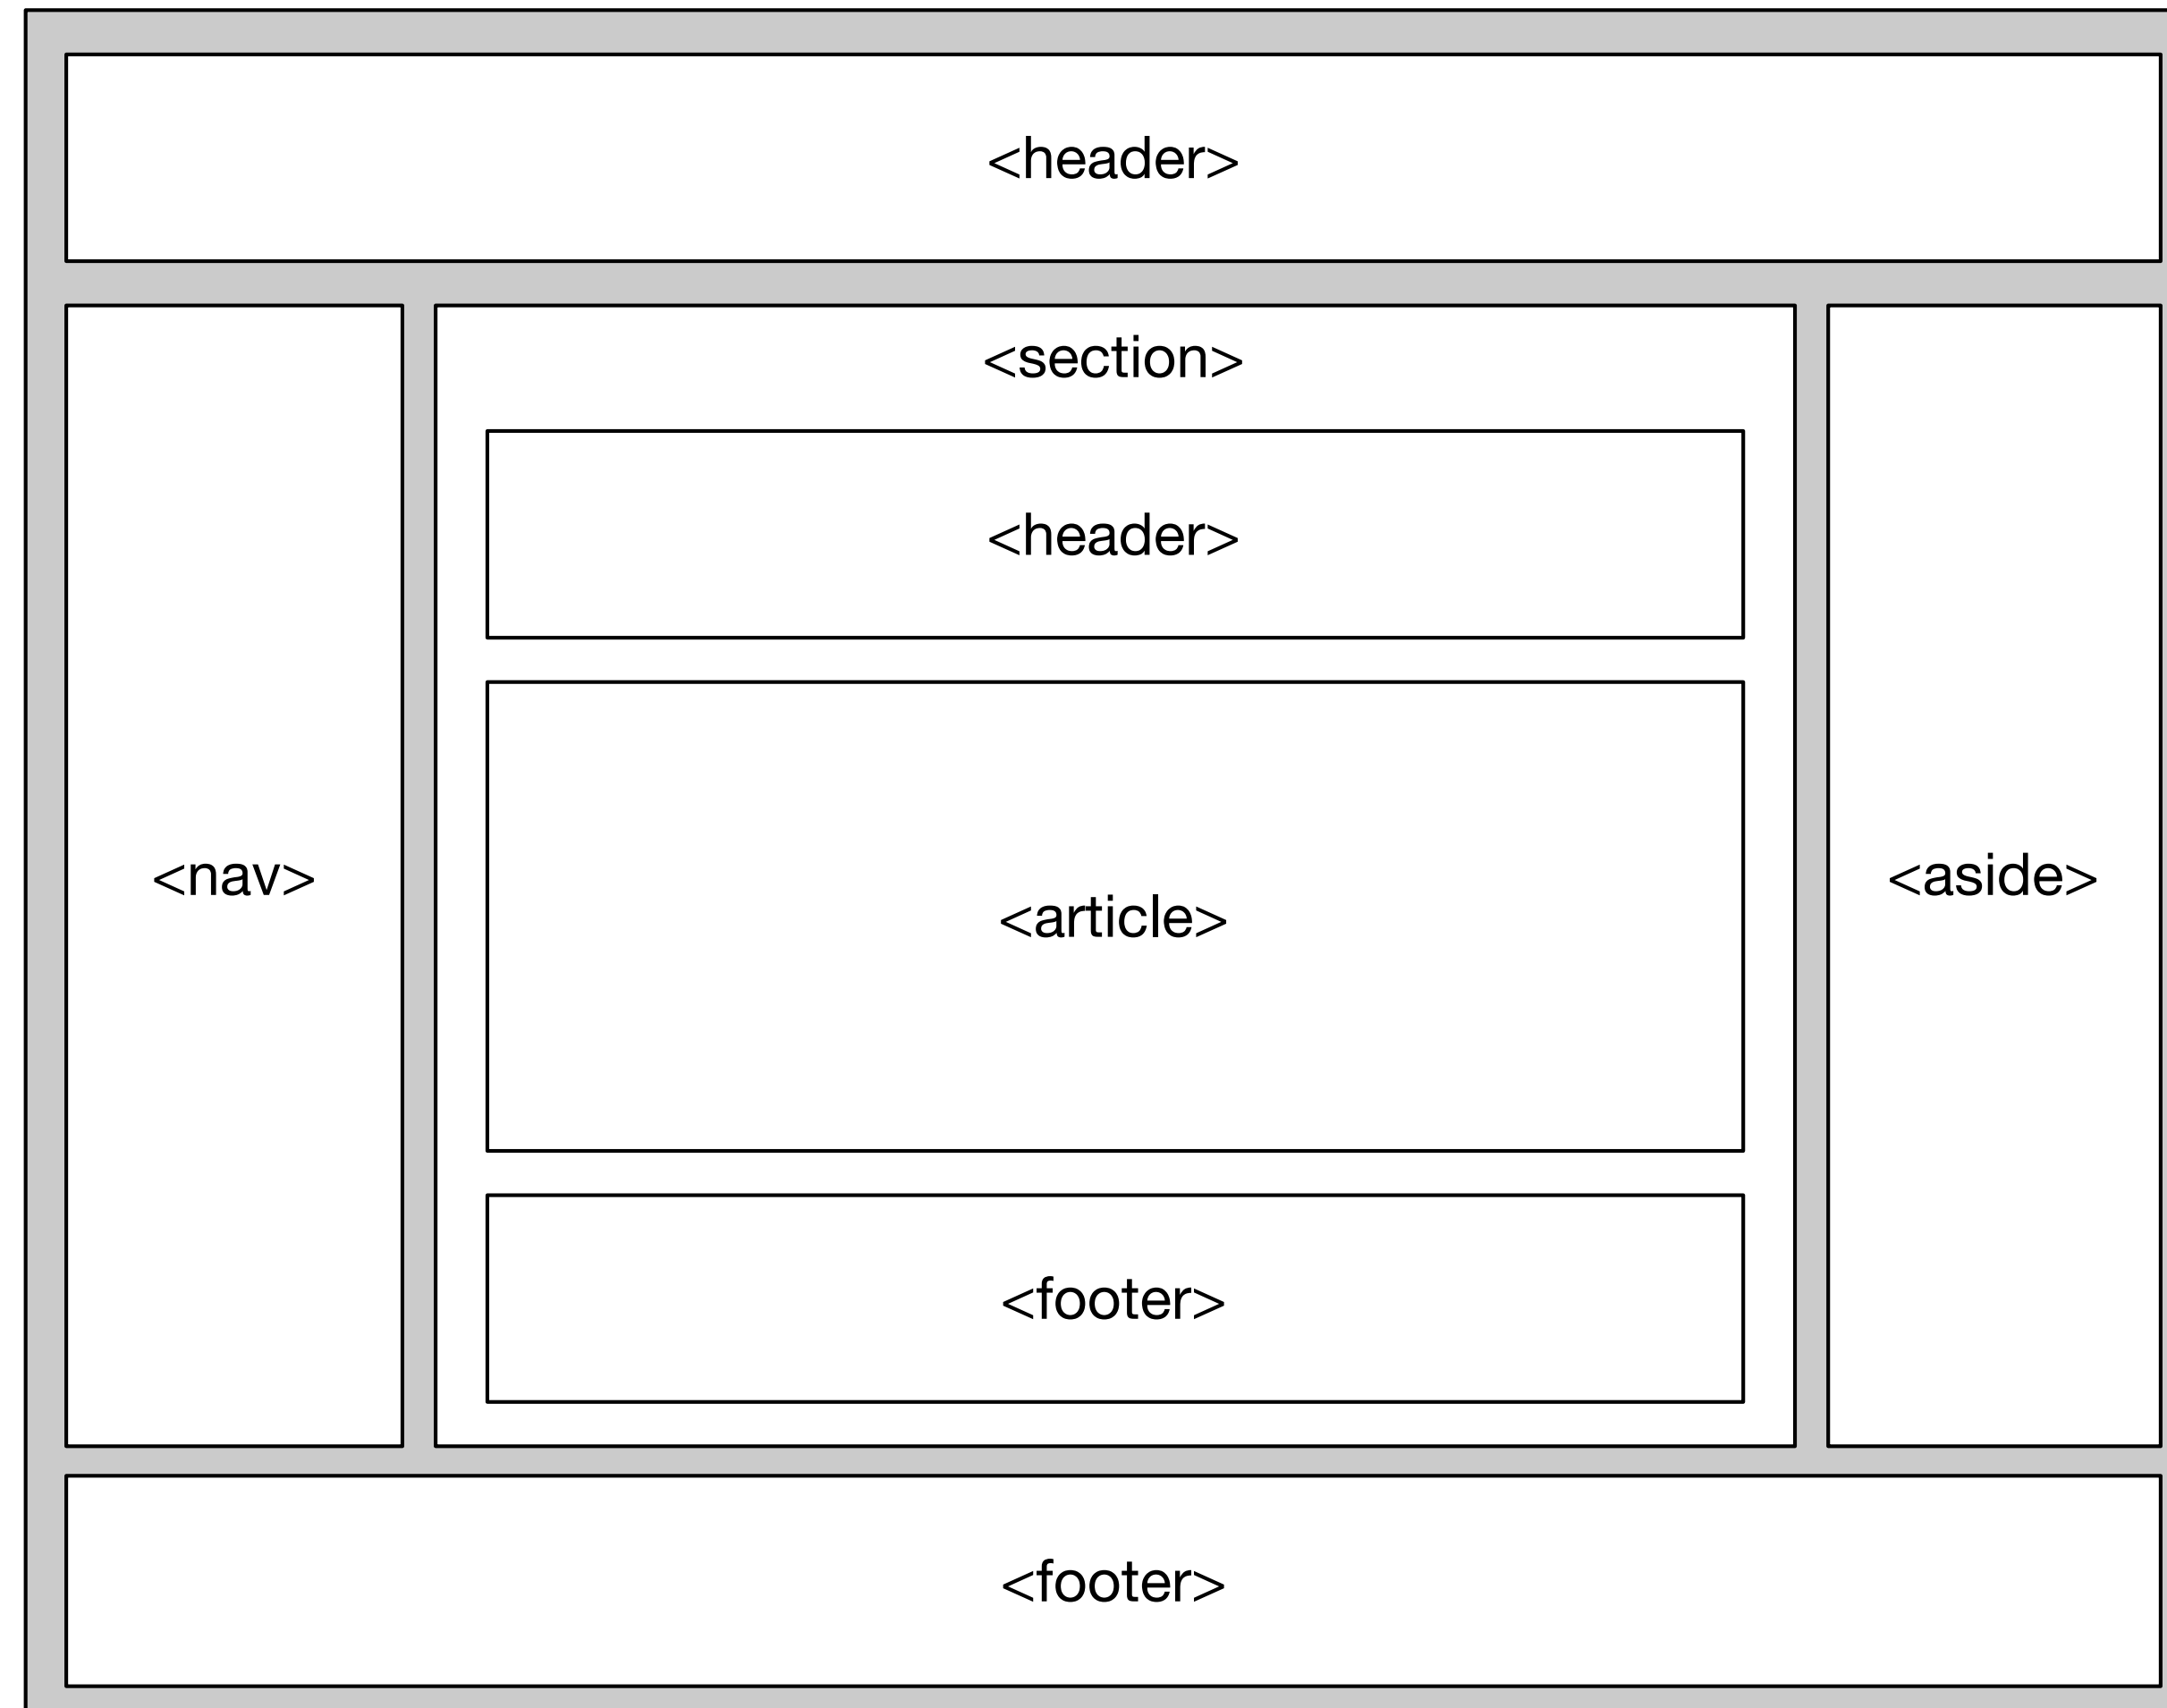 <header>
<section>
<header>
<nav>
<article>
<aside>
<footer>
<footer>